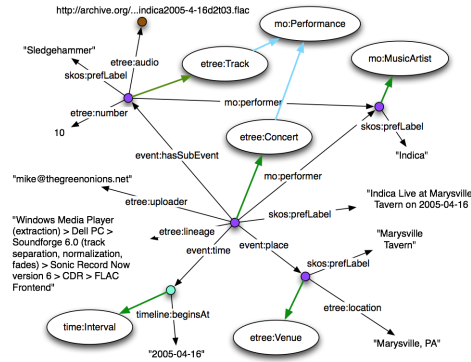 http://archive.org/...indica2005-4-16d2t03.flac
mo:Performance
"Sledgehammer"
etree:audio
skos:prefLabel
etree:Track
mo:MusicArtist
etree:number
mo:performer
10
etree:Concert
skos:prefLabel
"Indica"
event:hasSubEvent
mo:performer
"mike@thegreenonions.net"
etree:uploader
skos:prefLabel
"Indica Live at Marysville
Tavern on 2005-04-16"
"Windows Media Player
(extraction) > Dell PC >
Soundforge 6.0 (track
separation, normalization,
fades) > Sonic Record Now
version 6 > CDR > FLAC
Frontend"
etree:lineage
event:time
event:place
"Marysville
Tavern"
skos:prefLabel
timeline:beginsAt
etree:location
time:Interval
etree:Venue
"2005-04-16"
"Marysville, PA"